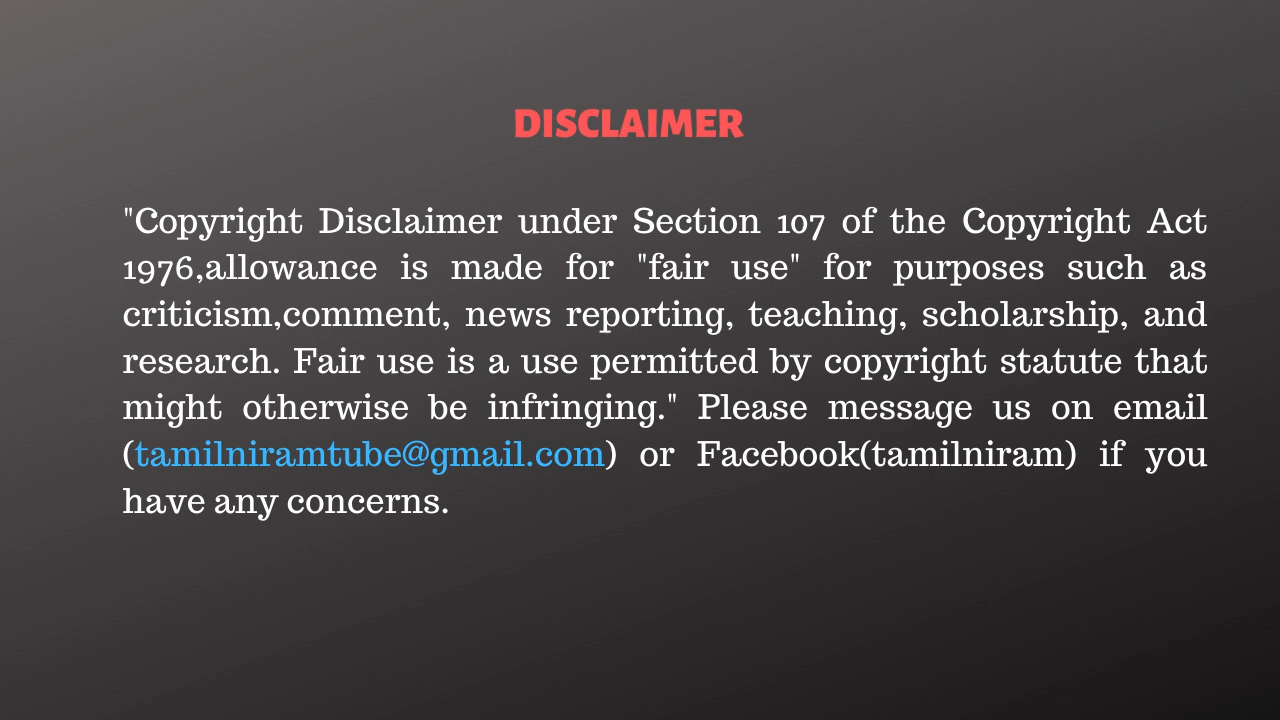 DISCLAIMER
"Copyright Disclaimer under Section 107 of the Copyright Act
1976,allowance is made for "fair use" for purposes such as
criticism,comment, news reporting, teaching, scholarship, and
research. Fair use is a use permitted by copyright statute that
might otherwise be infringing." Please message us on email
(tamilniramtube@gmail.com) or Facebook(tamilniram) if you
have any concerns.